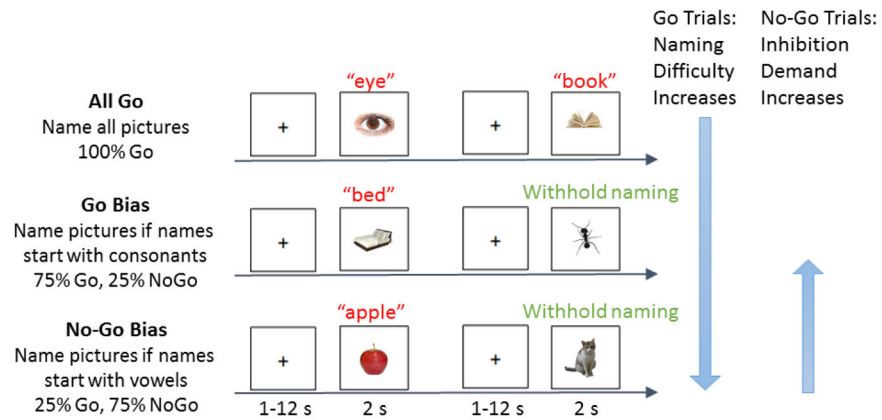 Go Trials:
Naming
Difficulty
Increases
No-Go Trials:
Inhibition
Demand
Increases
All Go
Name all pictures
100% Go
"eye"
"book"
+
+
Go Bias
Name pictures if names
start with consonants
75% Go, 25% NoGo
"bed"
Withhold naming
+
+
No-Go Bias
Name pictures if names
start with vowels
25% Go, 75% NoGo
"apple"
Withhold naming
+
+
1-12 s
2 s
1-12 s
2 s